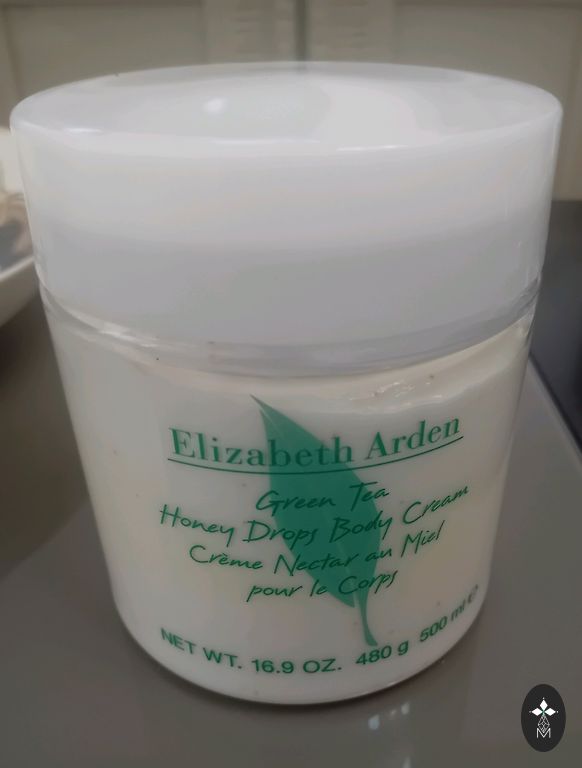 Elizabeth Arden
Green Tea
Honey Drops Body Cream
Crème Nectar au Miel
pour le Corps
NET WT. 16.9 OZ. 480 g 500 ml ℮
M